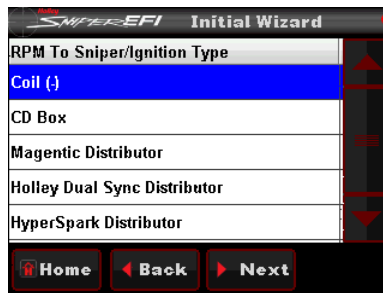 Holley
SNIPER EFI Initial Wizard
RPM To Sniper/Ignition Type
Coil (-)
CD Box
Magentic Distributor
Holley Dual Sync Distributor
HyperSpark Distributor
Home Back Next